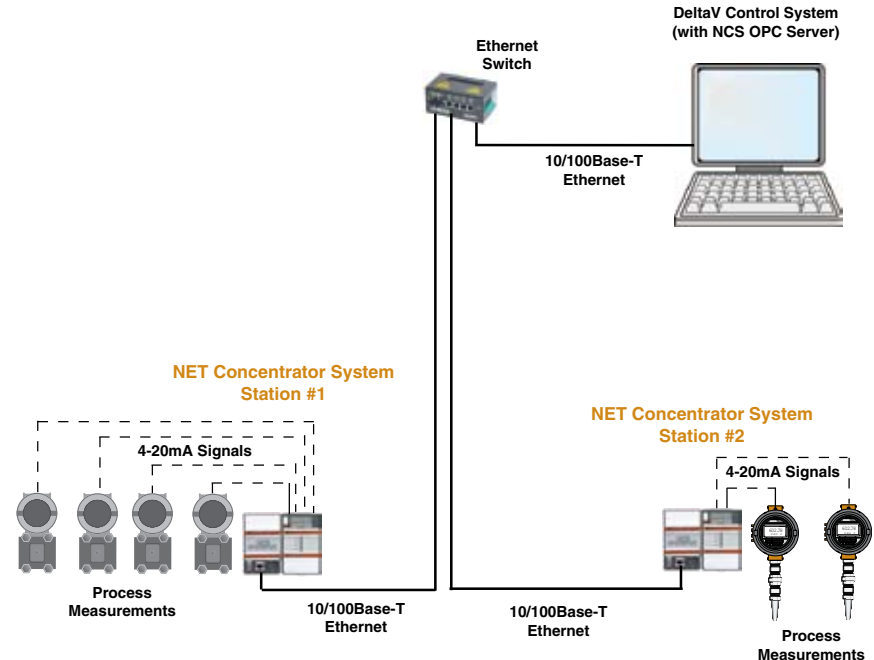 DeltaV Control System
(with NCS OPC Server)
Ethernet
Switch
10/100Base-T
Ethernet
NET Concentrator System
Station #1
4-20mA Signals
Process
Measurements
10/100Base-T
Ethernet
NET Concentrator System
Station #2
4-20mA Signals
10/100Base-T
Ethernet
Process
Measurements